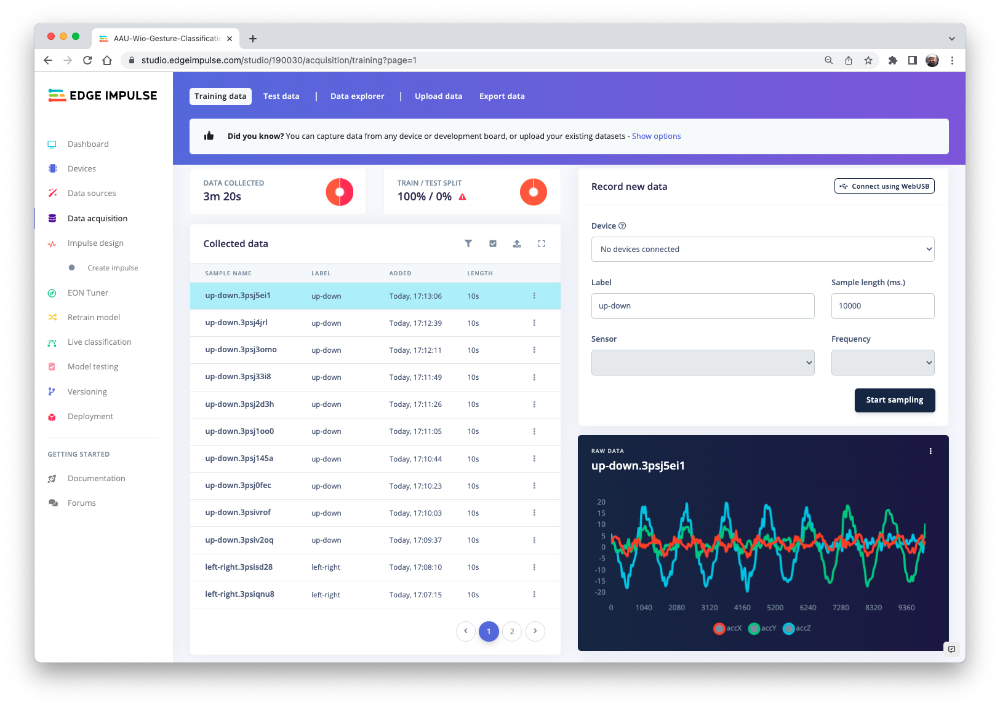 AAU-Wio-Gesture-Classificatio
studio.edgeimpulse.com/studio/190030/acquisition/training?page=1
EDGE IMPULSE
Dashboard
Devices
Data sources
Data acquisition
Impulse design
Create impulse
EON Tuner
Retrain model
Live classification
Model testing
Versioning
Deployment
GETTING STARTED
Documentation
Forums
Training data Test data | Data explorer | Upload data Export data
Did you know? You can capture data from any device or development board, or upload your existing datasets - Show options
DATA COLLECTED
3m 20s
TRAIN / TEST SPLIT
100% / 0%
Collected data
SAMPLE NAME LABEL ADDED LENGTH
up-down.3psj5ei1 up-down Today, 17:13:06 10s
up-down.3psj4jrl up-down Today, 17:12:39 10s
up-down.3psj3omo up-down Today, 17:12:11 10s
up-down.3psj33i8 up-down Today, 17:11:49 10s
up-down.3psj2d3h up-down Today, 17:11:26 10s
up-down.3psj1oo0 up-down Today, 17:11:05 10s
up-down.3psj145a up-down Today, 17:10:44 10s
up-down.3psj0fec up-down Today, 17:10:23 10s
up-down.3psivrof up-down Today, 17:10:03 10s
up-down.3psiv2oq up-down Today, 17:09:37 10s
left-right.3psisd28 left-right Today, 17:08:10 10s
left-right.3psiqnu8 left-right Today, 17:07:15 10s
1 2
Record new data
Connect using WebUSB
Device
No devices connected
Label Sample length (ms.)
up-down 10000
Sensor Frequency
Start sampling
RAW DATA
up-down.3psj5ei1
20
15
10
5
0
-5
-10
-15
-20
0 1040 2080 3120 4160 5200 6240 7280 8320 9360
accX accY accZ